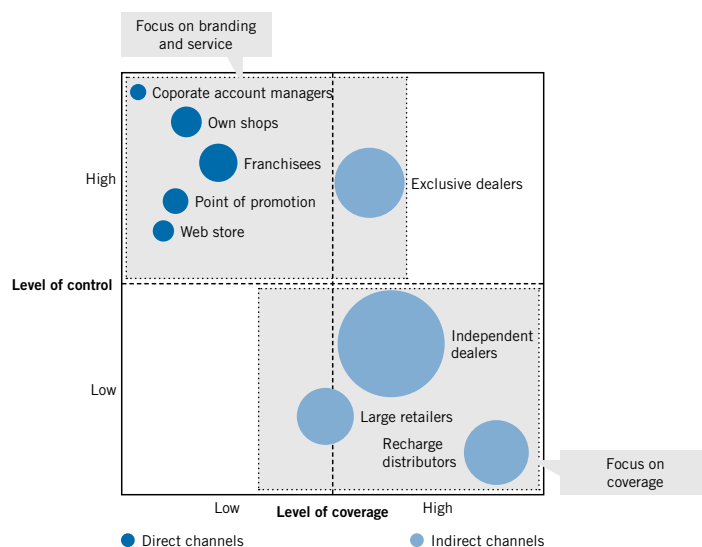 Focus on branding
and service
Coporate account managers
Own shops
Franchisees
High
Exclusive dealers
Point of promotion
Web store
Level of control
Independent
dealers
Low
Large retailers
Recharge
distributors
Focus on
coverage
Low
Level of coverage
High
Direct channels
Indirect channels